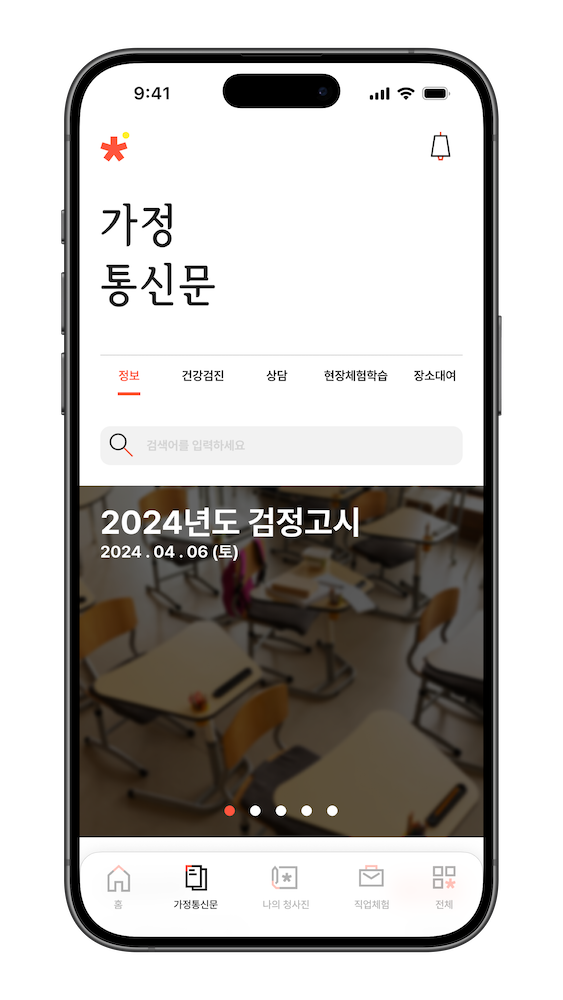 9:41
가정
통신문
정보 건강검진 상담 현장체험학습 장소대여
검색어를 입력하세요
2024년도 검정고시
2024 . 04 . 06 (토)
홈 가정통신문 나의 청사진 직업체험 전체